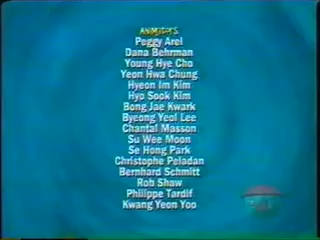 ANIMATORS
Peggy Arel
Dana Behrman
Young Hye Cho
Yeon Hwa Chung
Hyeon Im Kim
Hyo Sook Kim
Bong Jae Kwark
Byeong Yeol Lee
Chantal Masson
Su Wee Moon
Se Hong Park
Christophe Peladan
Bernhard Schmitt
Rob Shaw
Philippe Tardif
Kwang Yeon Yoo